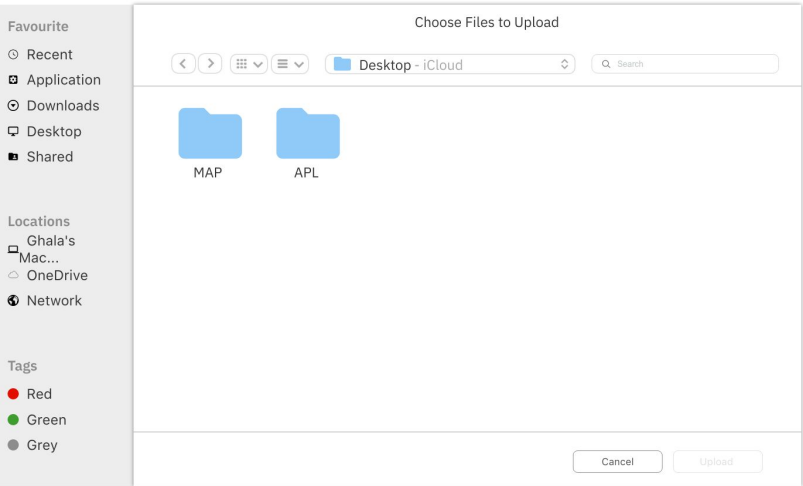 Favourite
Recent
Application
Downloads
Desktop
Shared
Locations
Ghala's
Mac...
OneDrive
Network
Tags
Red
Green
Grey
Choose Files to Upload
Desktop - iCloud
Search
MAP
APL
Cancel
Upload